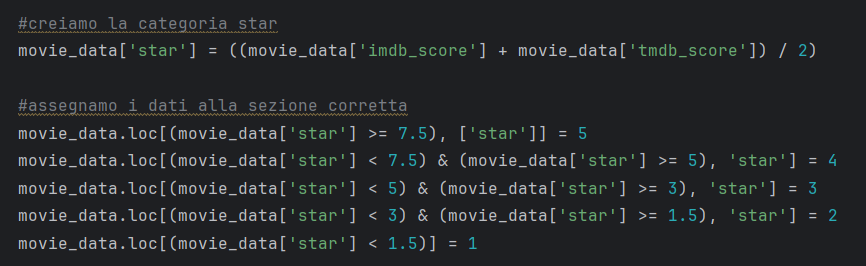 #creiamo la categoria star
movie_data['star'] = ((movie_data['imdb_score'] + movie_data['tmdb_score']) / 2)
#assegnamo i dati alla sezione corretta
movie_data.loc[(movie_data['star'] >= 7.5), ['star']] = 5
movie_data.loc[(movie_data['star'] < 7.5) & (movie_data['star'] >= 5), 'star'] = 4
movie_data.loc[(movie_data['star'] < 5) & (movie_data['star'] >= 3), 'star'] = 3
movie_data.loc[(movie_data['star'] < 3) & (movie_data['star'] >= 1.5), 'star'] = 2
movie_data.loc[(movie_data['star'] < 1.5)] = 1